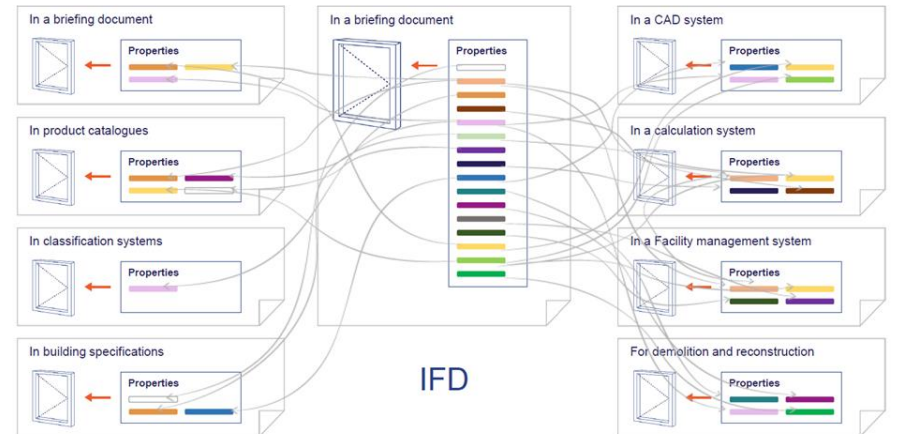 In a briefing document
Properties
In product catalogues
Properties
In classification systems
Properties
In building specifications
Properties
In a briefing document
Properties
IFD
In a CAD system
Properties
In a calculation system
Properties
In a Facility management system
Properties
For demolition and reconstruction
Properties